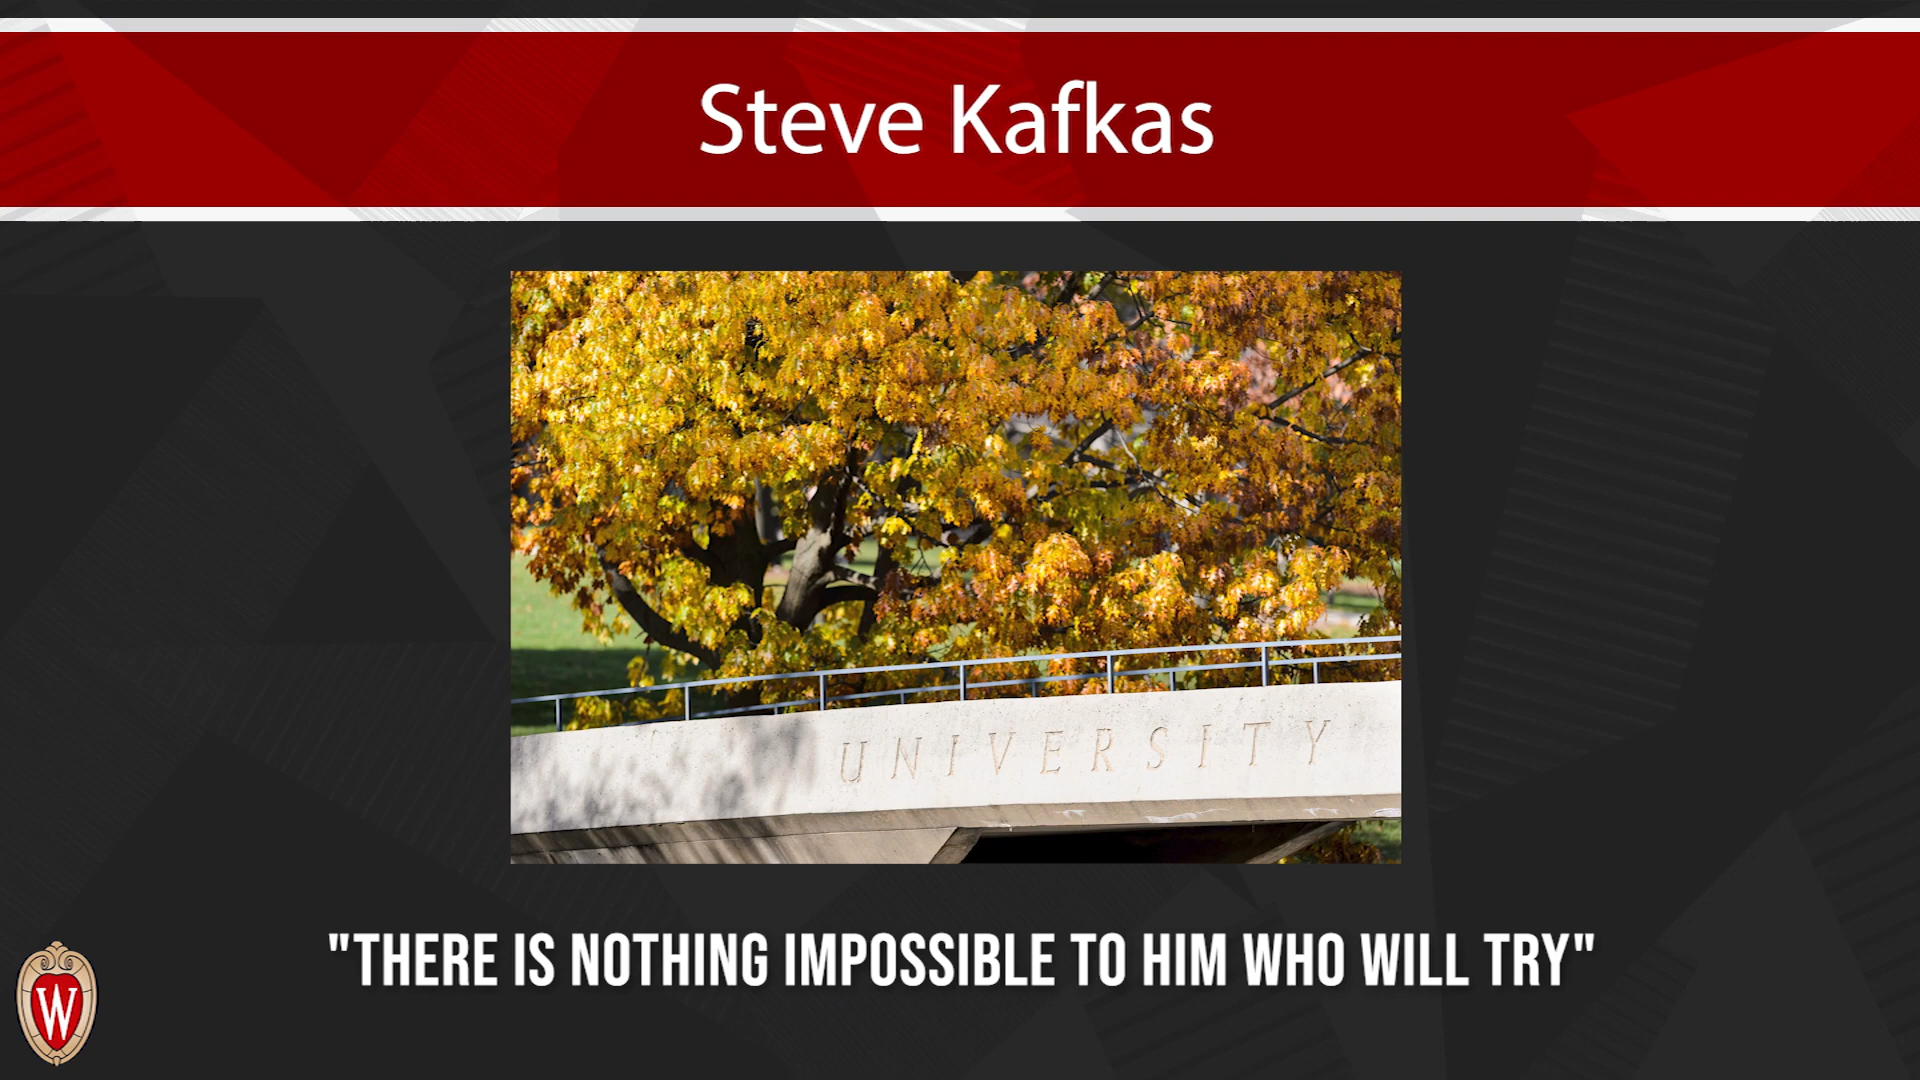 Steve Kafkas
UNIVERSITY
"THERE IS NOTHING IMPOSSIBLE TO HIM WHO WILL TRY"
W